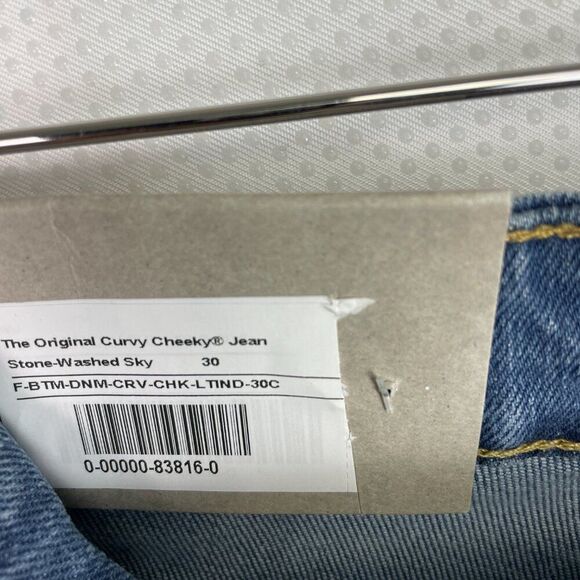 The Original Curvy Cheeky® Jean
Stone-Washed Sky 30
F-BTM-DNM-CRV-CHK-LTIND-30C
0-00000-83816-0